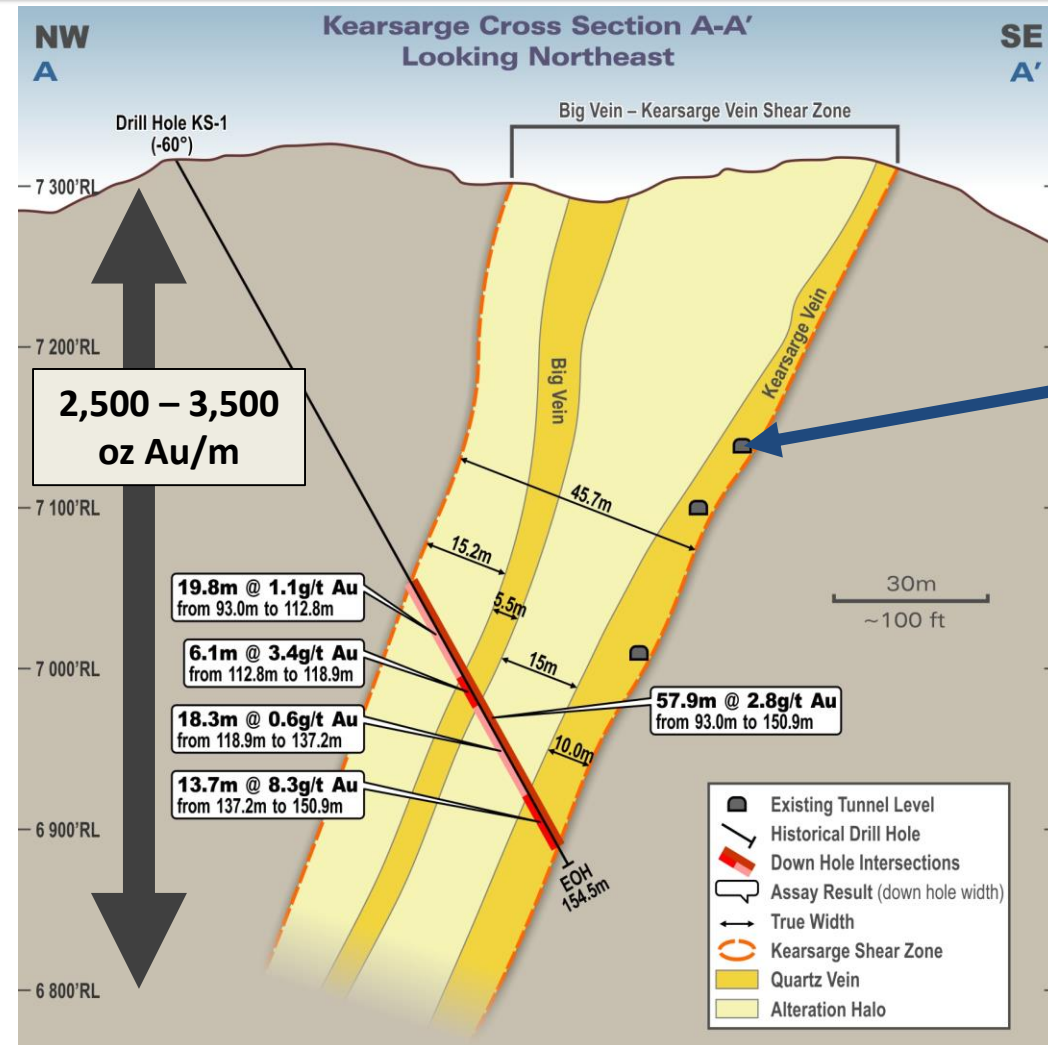 Kearsarge Cross Section A-A’
Looking Northeast
NW
A
SE
A’
Drill Hole KS-1
(-60°)
Big Vein – Kearsarge Vein Shear Zone
7 300’RL
7 200’RL
2,500 – 3,500
oz Au/m
Big Vein
Kearsarge Vein
7 100’RL
45.7m
15.2m
5.5m
15m
10.0m
30m
~100 ft
19.8m @ 1.1g/t Au
from 93.0m to 112.8m
6.1m @ 3.4g/t Au
from 112.8m to 118.9m
7 000’RL
18.3m @ 0.6g/t Au
from 118.9m to 137.2m
57.9m @ 2.8g/t Au
from 93.0m to 150.9m
13.7m @ 8.3g/t Au
from 137.2m to 150.9m
6 900’RL
EOH
154.5m
6 800’RL
Existing Tunnel Level
Historical Drill Hole
Down Hole Intersections
Assay Result (down hole width)
True Width
Kearsarge Shear Zone
Quartz Vein
Alteration Halo